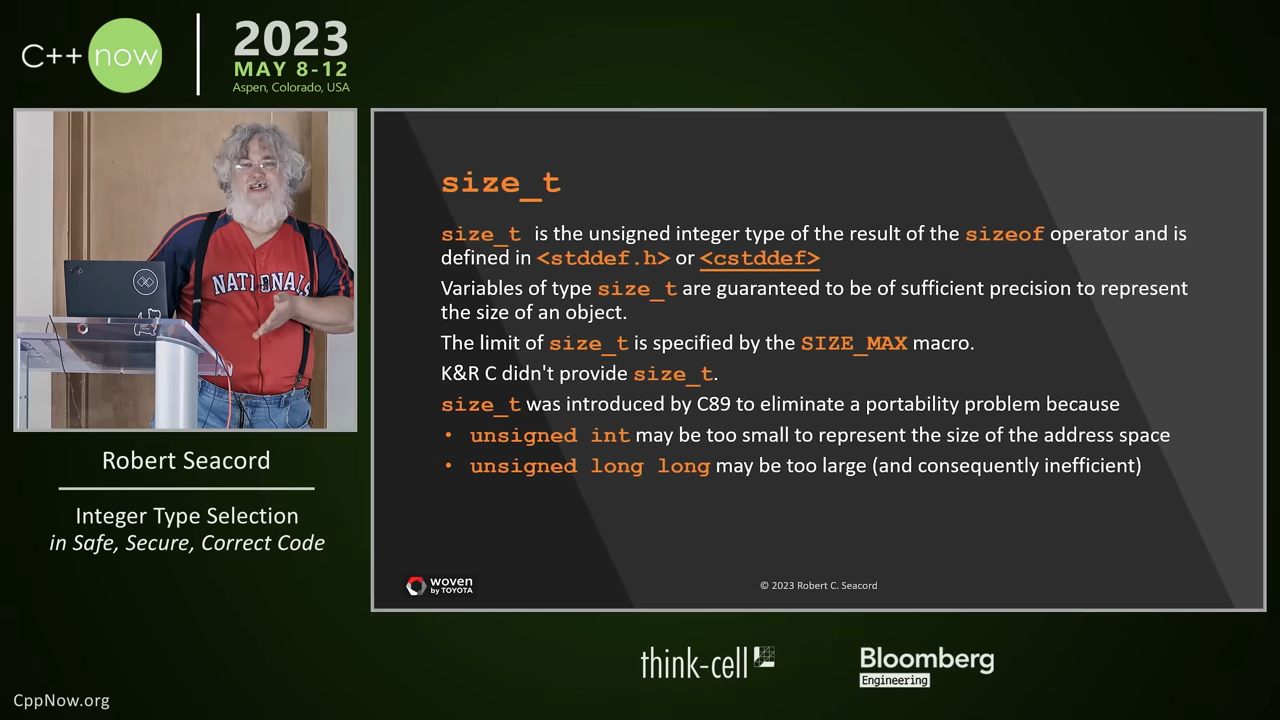 C++ now
2023
MAY 8-12
Aspen, Colorado, USA
NATIONALS
Robert Seacord
Integer Type Selection
in Safe, Secure, Correct Code
size_t
size_t is the unsigned integer type of the result of the sizeof operator and is
defined in <stddef.h> or <cstddef>
Variables of type size_t are guaranteed to be of sufficient precision to represent
the size of an object.
The limit of size_t is specified by the SIZE_MAX macro.
K&R C didn't provide size_t.
size_t was introduced by C89 to eliminate a portability problem because
• unsigned int may be too small to represent the size of the address space
• unsigned long long may be too large (and consequently inefficient)
woven
by TOYOTA
© 2023 Robert C. Seacord
think-cell
Bloomberg
Engineering
CppNow.org